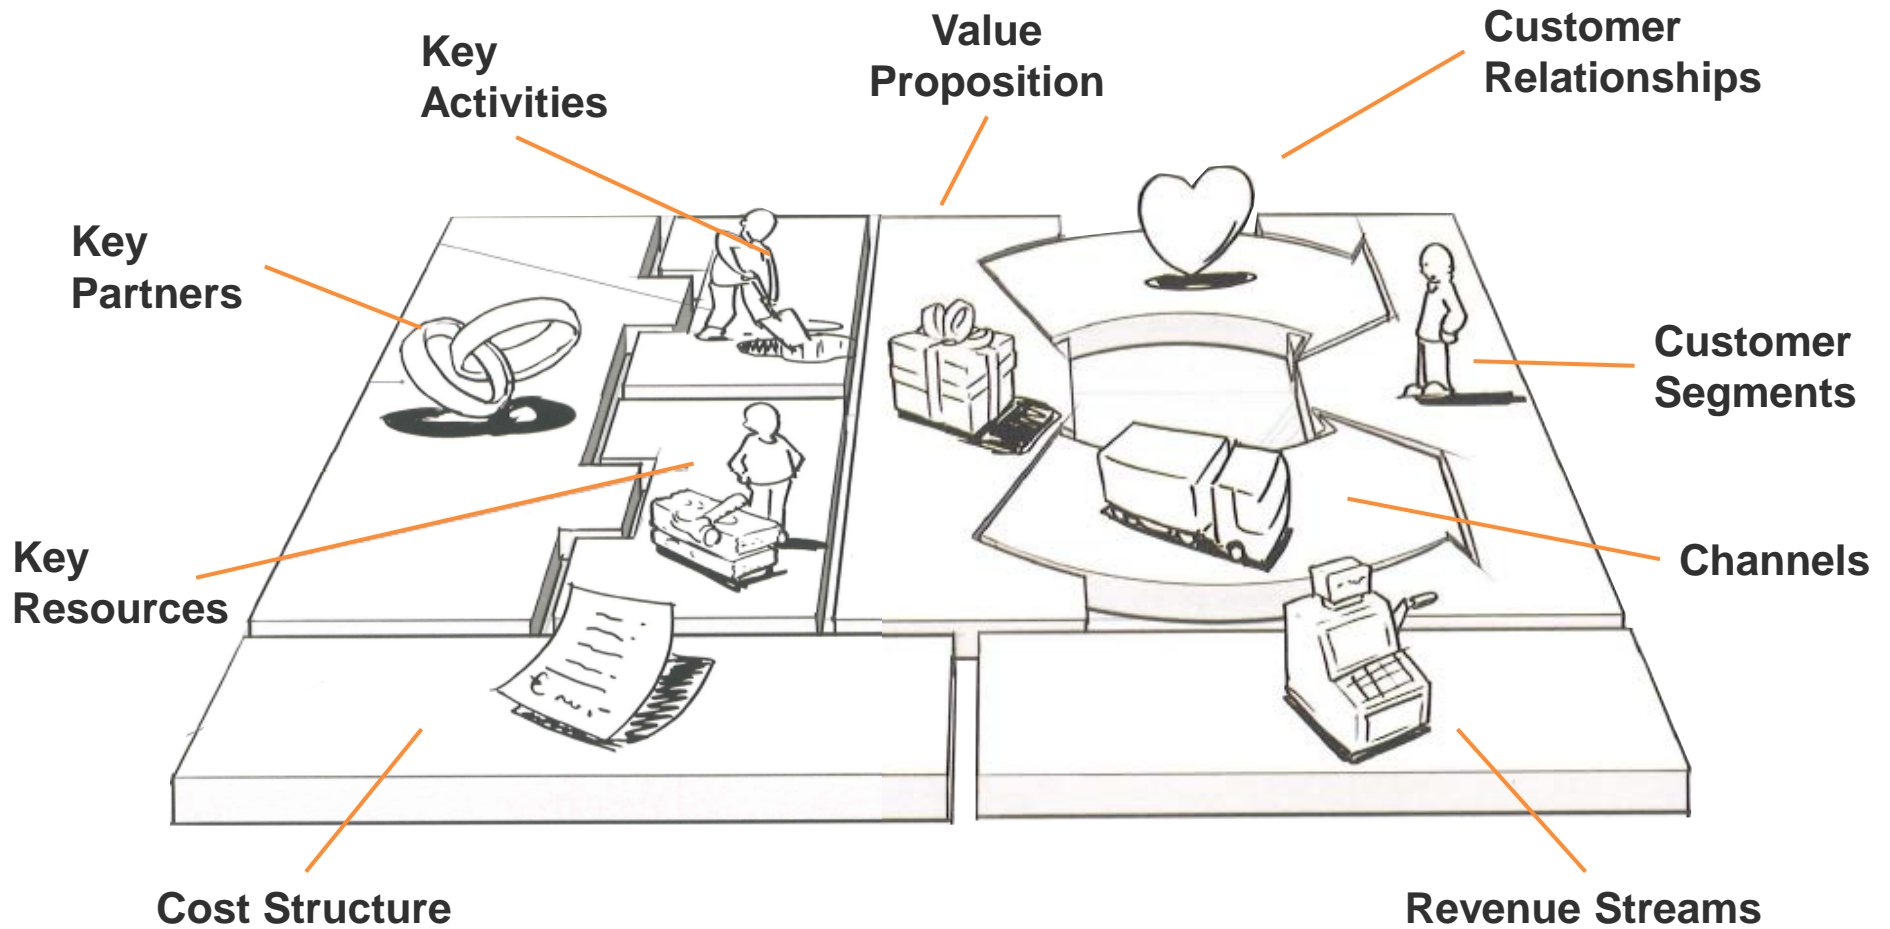 Key
Activities
Value
Proposition
Customer
Relationships
Key
Partners
Customer
Segments
Key
Resources
Channels
€
Cost Structure
Revenue Streams